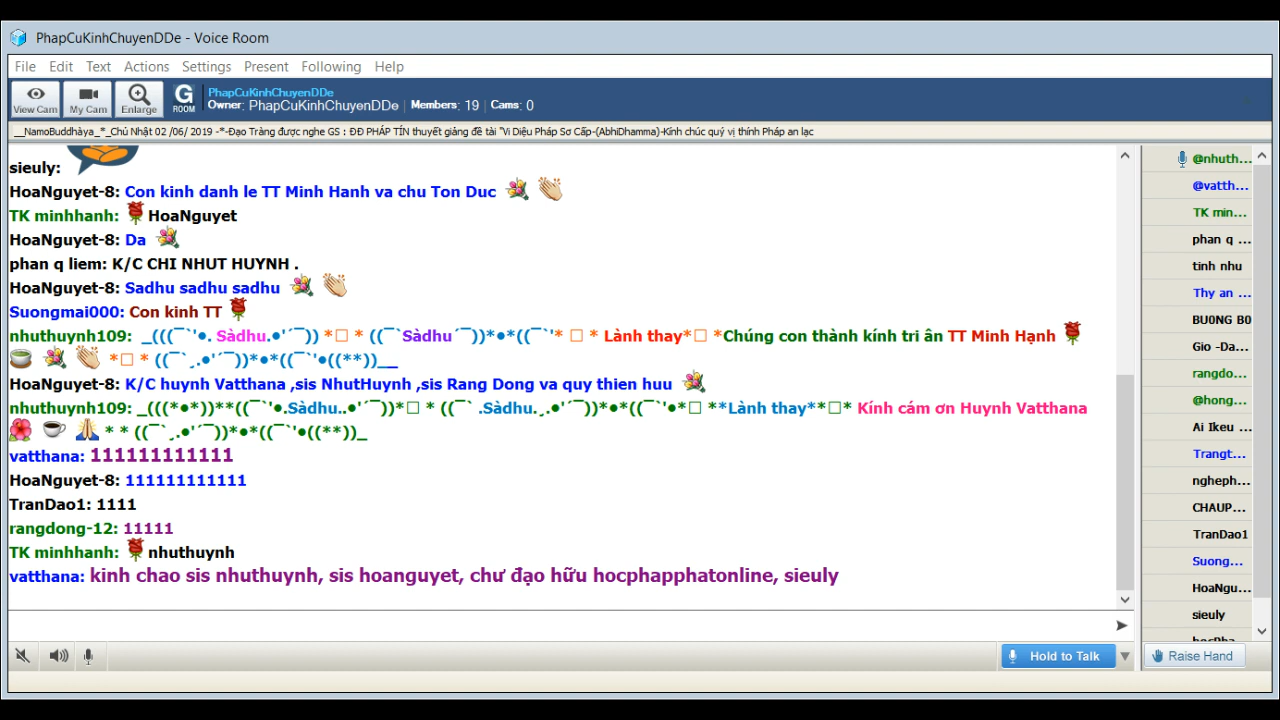 PhapCuKinhChuyenDDe - Voice Room
File Edit Text Actions Settings Present Following Help
View Cam My Cam Enlarge G ROOM PhapCuKinhChuyenDDe
Owner: PhapCuKinhChuyenDDe Members: 19 Cams: 0
__NamoBuddhàya_*_Chủ Nhật 02 /06/ 2019 -*-Đạo Tràng được nghe GS : ĐĐ PHÁP TÍN thuyết giảng đề tài "Vi Diệu Pháp Sơ Cấp-(AbhiDhamma)-Kính chúc quý vị thính Pháp an lạc
sieuly:
HoaNguyet-8: Con kinh danh le TT Minh Hanh va chu Ton Duc
TK minhhanh: HoaNguyet
HoaNguyet-8: Da
phan q liem: K/C CHI NHUT HUYNH .
HoaNguyet-8: Sadhu sadhu sadhu
Suongmai000: Con kinh TT
nhuthuynh109: _(((¯`'•. Sàdhu.•'´¯)) *□ * ((¯`Sàdhu´¯))*•*((¯`'* □ * Lành thay*□ *Chúng con thành kính tri ân TT Minh Hạnh
*□ * ((¯`¸.•'´¯))*•*((¯`'•((**))__
HoaNguyet-8: K/C huynh Vatthana ,sis NhutHuynh ,sis Rang Dong va quy thien huu
nhuthuynh109: _(((*•*))**((¯`'•.Sàdhu..•'´¯))*□ * ((¯` .Sàdhu.¸.•'´¯))*•*((¯`'•*□ **Lành thay**□* Kính cám ơn Huynh Vatthana
* * ((¯`¸.•'´¯))*•*((¯`'•((**))_
vatthana: 111111111111
HoaNguyet-8: 111111111111
TranDao1: 1111
rangdong-12: 11111
TK minhhanh: nhuthuynh
vatthana: kinh chao sis nhuthuynh, sis hoanguyet, chư đạo hữu hocphapphatonline, sieuly
@nhuth...
@vatth...
TK min...
phan q ...
tinh nhu
Thy an ...
BU0NG B0
Gio -Da...
rangdo...
@hong...
Ai Ikeu ...
Trangt...
ngheph...
CHAUP...
TranDao1
Suong...
HoaNgu...
sieuly
Hold to Talk
Raise Hand